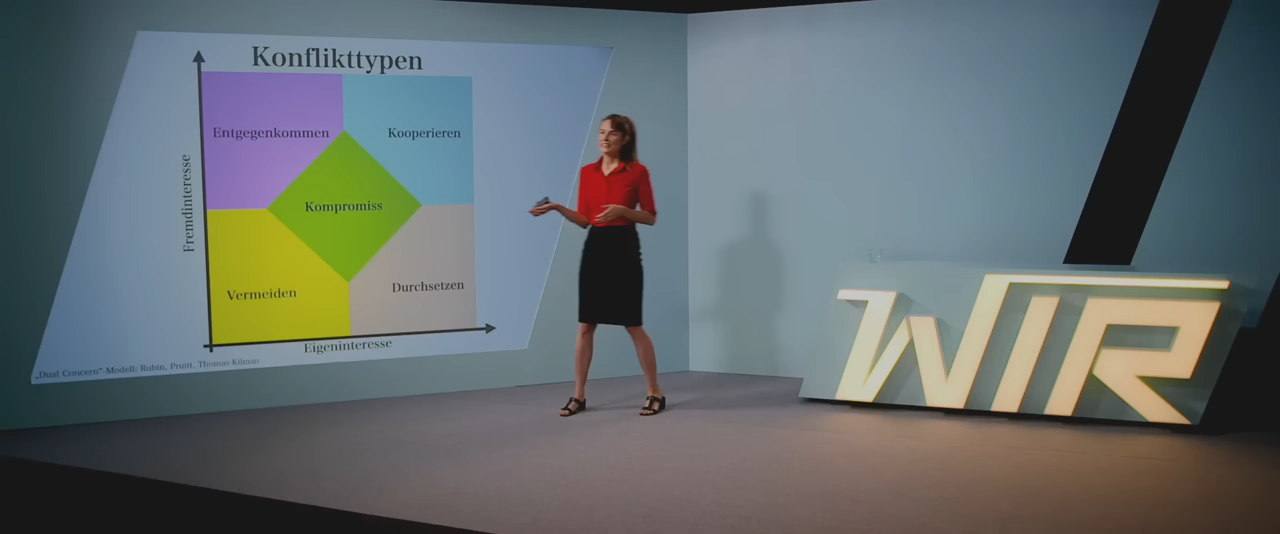 Konflikttypen
Entgegenkommen
Kooperieren
Kompromiss
Fremdinteresse
Vermeiden
Durchsetzen
Eigeninteresse
„Dual Concern“ Modell: Rubin, Pruitt, Thomas-Kilman
WIR